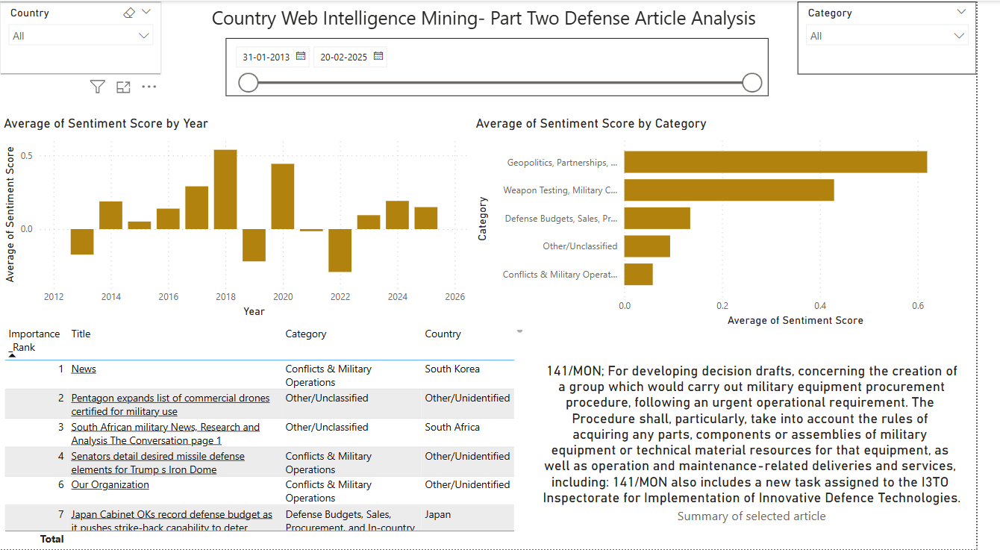 Country
All
Country Web Intelligence Mining- Part Two Defense Article Analysis
31-01-2013
20-02-2025
Category
All
Average of Sentiment Score by Year
Average of Sentiment Score
0.5
0.0
2012
2014
2016
2018
2020
2022
2024
2026
Year
Average of Sentiment Score by Category
Category
Geopolitics, Partnerships, ...
Weapon Testing, Military C...
Defense Budgets, Sales, Pr...
Other/Unclassified
Conflicts & Military Operat...
0.0
0.2
0.4
0.6
Average of Sentiment Score
Importance
_Rank
Title
Category
Country
1 News Conflicts & Military South Korea
Operations
2 Pentagon expands list of commercial drones Other/Unclassified Other/Unidentified
certified for military use
3 South African military News, Research and Other/Unclassified South Africa
Analysis The Conversation page 1
4 Senators detail desired missile defense Conflicts & Military Other/Unidentified
elements for Trump s Iron Dome Operations
6 Our Organization Conflicts & Military Other/Unidentified
Operations
7 Japan Cabinet OKs record defense budget as Defense Budgets, Sales, Japan
it pushes strike-back capability to deter Procurement, and In-country
Total
141/MON; For developing decision drafts, concerning the creation of
a group which would carry out military equipment procurement
procedure, following an urgent operational requirement. The
Procedure shall, particularly, take into account the rules of
acquiring any parts, components or assemblies of military
equipment or technical material resources for that equipment, as
well as operation and maintenance-related deliveries and services,
including: 141/MON also includes a new task assigned to the I3TO
Inspectorate for Implementation of Innovative Defence Technologies.
Summary of selected article